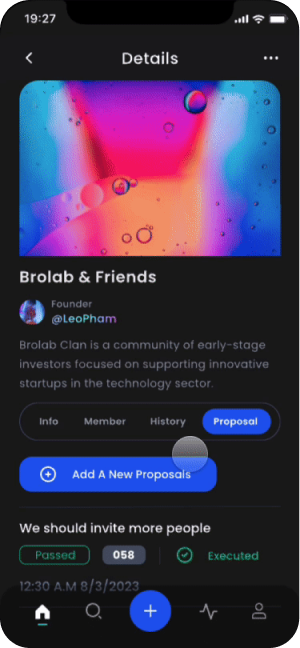 19:27
Details
Brolab & Friends
Founder
@LeoPham
Brolab Clan is a community of early-stage
investors focused on supporting innovative
startups in the technology sector.
Info Member History Proposal
Add A New Proposals
We should invite more people
Passed 058 Executed
12:30 A.M 8/3/2023